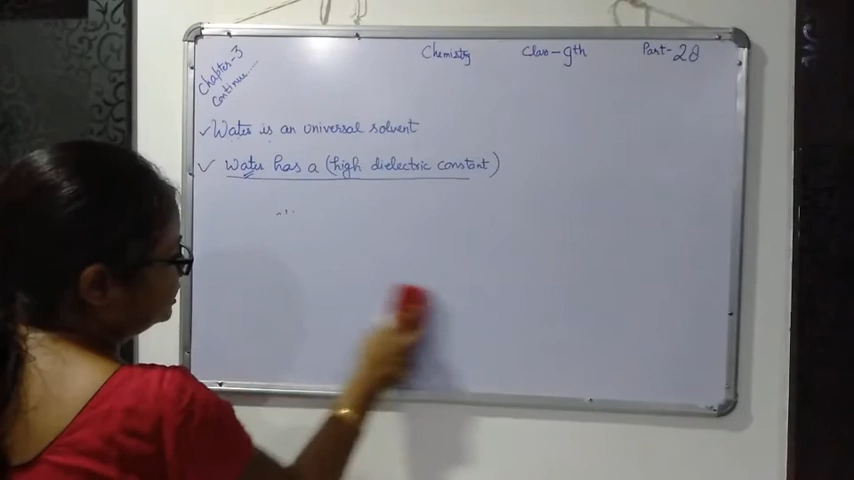 Chapter-3
Continue....
Chemistry
Class-9th
Part-28
✓ Water is an universal solvent
✓ Water has a (high dielectric constant)